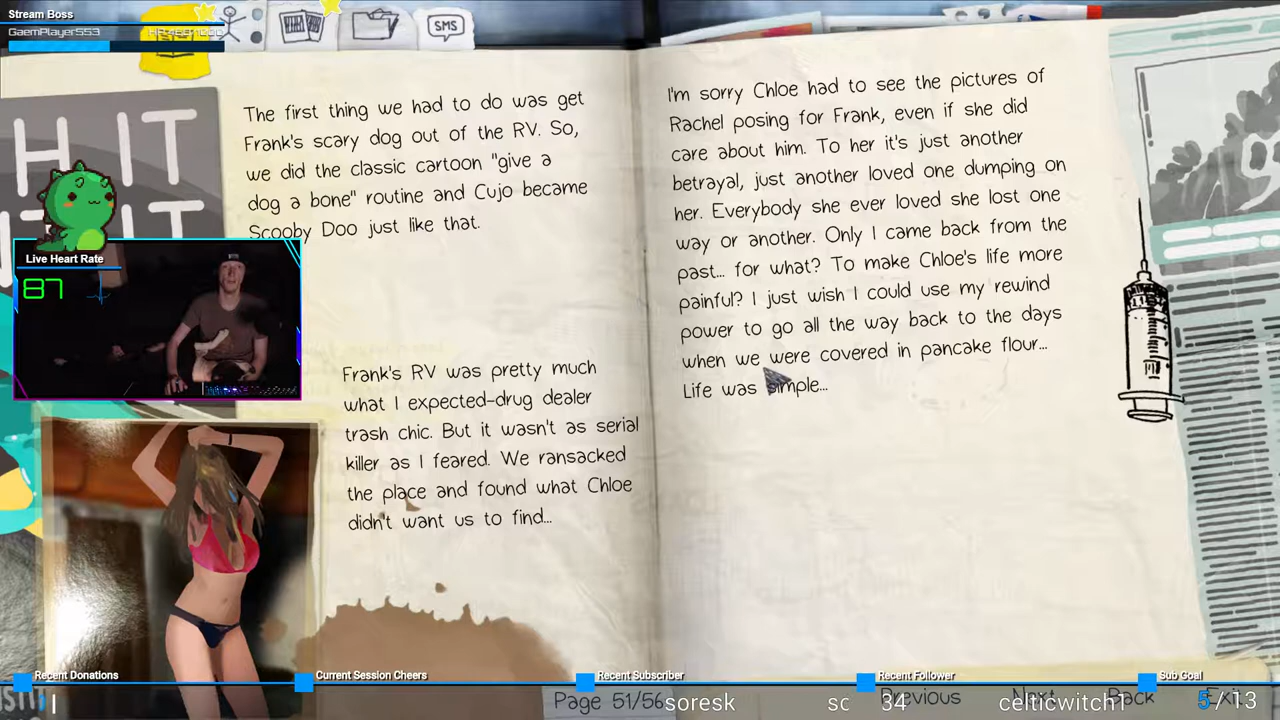 Stream Boss
GaemPlayer553
SMS
H IT
IT
Live Heart Rate
87
The first thing we had to do was get
Frank's scary dog out of the RV. So,
we did the classic cartoon "give a
dog a bone" routine and Cujo became
Scooby Doo just like that.
Frank's RV was pretty much
what I expected-drug dealer
trash chic. But it wasn't as serial
killer as I feared. We ransacked
the place and found what Chloe
didn't want us to find...
I'm sorry Chloe had to see the pictures of
Rachel posing for Frank, even if she did
care about him. To her it's just another
betrayal, just another loved one dumping on
her. Everybody she ever loved she lost one
way or another. Only I came back from the
past... for what? To make Chloe's life more
painful? I just wish I could use my rewind
power to go all the way back to the days
when we were covered in pancake flour...
Life was simple...
Recent Donations
Current Session Cheers
Recent Subscriber
Recent Follower
Sub Goal
Page 51/56
soresk
sc
34
celticwitch1
5 / 13
Previous
Next
Back
Exit